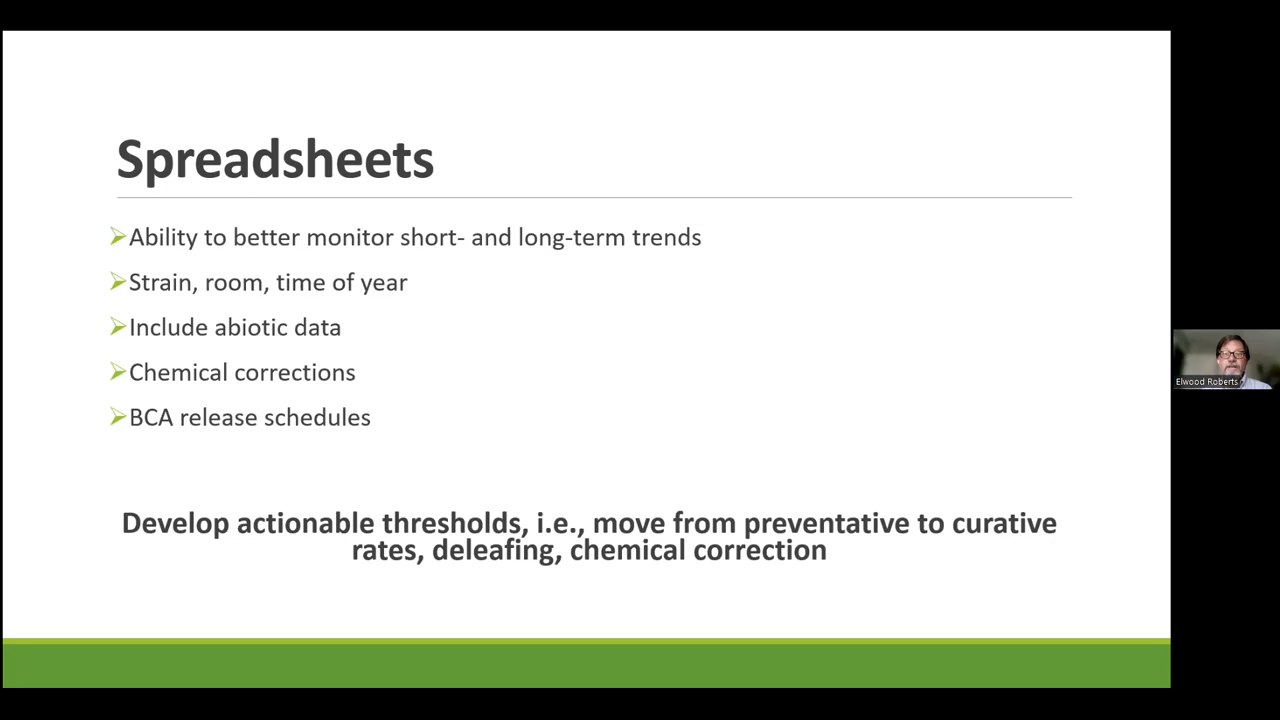 Spreadsheets
Ability to better monitor short- and long-term trends
Strain, room, time of year
Include abiotic data
Chemical corrections
BCA release schedules
Develop actionable thresholds, i.e., move from preventative to curative
rates, deleafing, chemical correction
Elwood Roberts